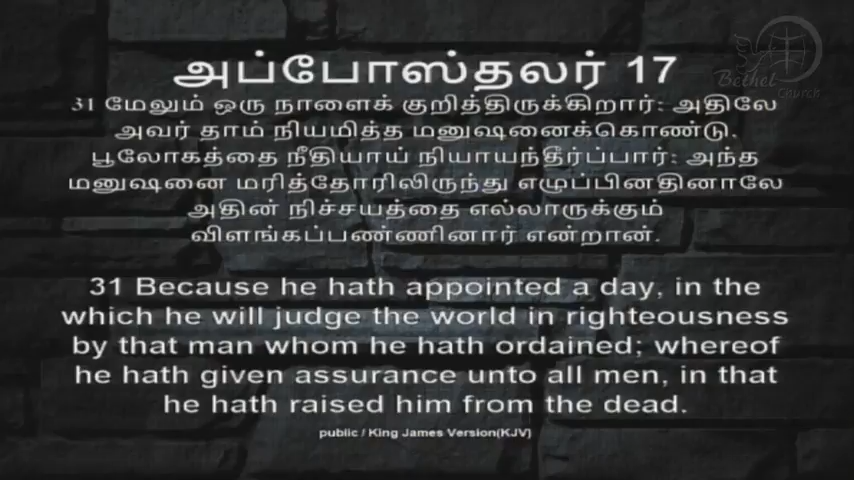 Bethel
Church
அப்போஸ்தலர் 17
31 மேலும் ஒரு நாளைக் குறித்திருக்கிறார்; அதிலே
அவர் தாம் நியமித்த மனுஷனைக்கொண்டு,
பூலோகத்தை நீதியாய் நியாயந்தீர்ப்பார்; அந்த
மனுஷனை மரித்தோரிலிருந்து எழுப்பினதினாலே
அதின் நிச்சயத்தை எல்லாருக்கும்
விளங்கப்பண்ணினார் என்றான்.
31 Because he hath appointed a day, in the
which he will judge the world in righteousness
by that man whom he hath ordained; whereof
he hath given assurance unto all men, in that
he hath raised him from the dead.
public / King James Version(KJV)